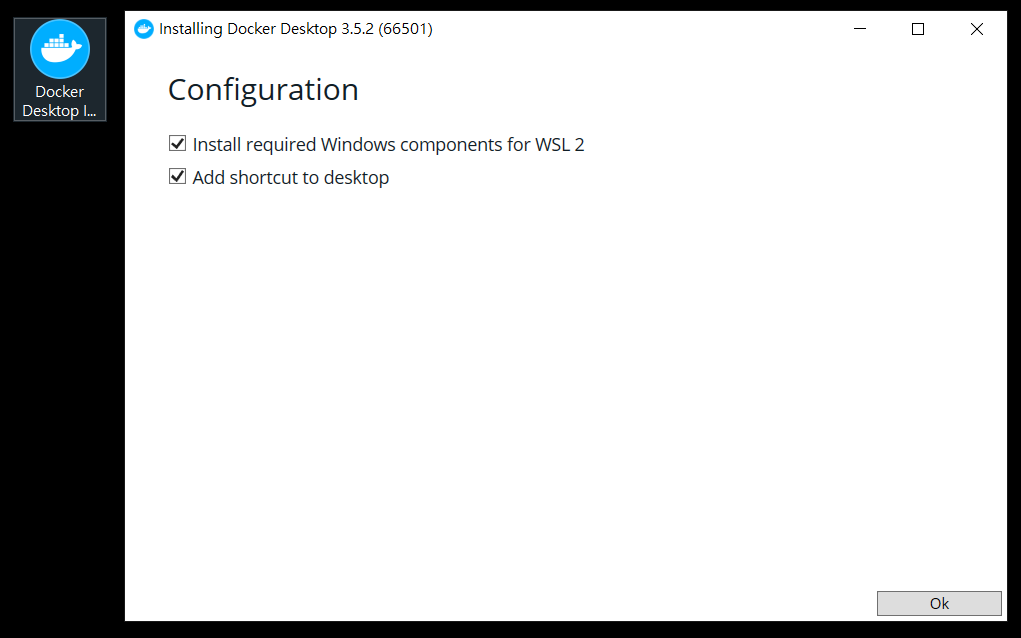 Docker
Desktop I...
Installing Docker Desktop 3.5.2 (66501)
Configuration
Install required Windows components for WSL 2
Add shortcut to desktop
Ok